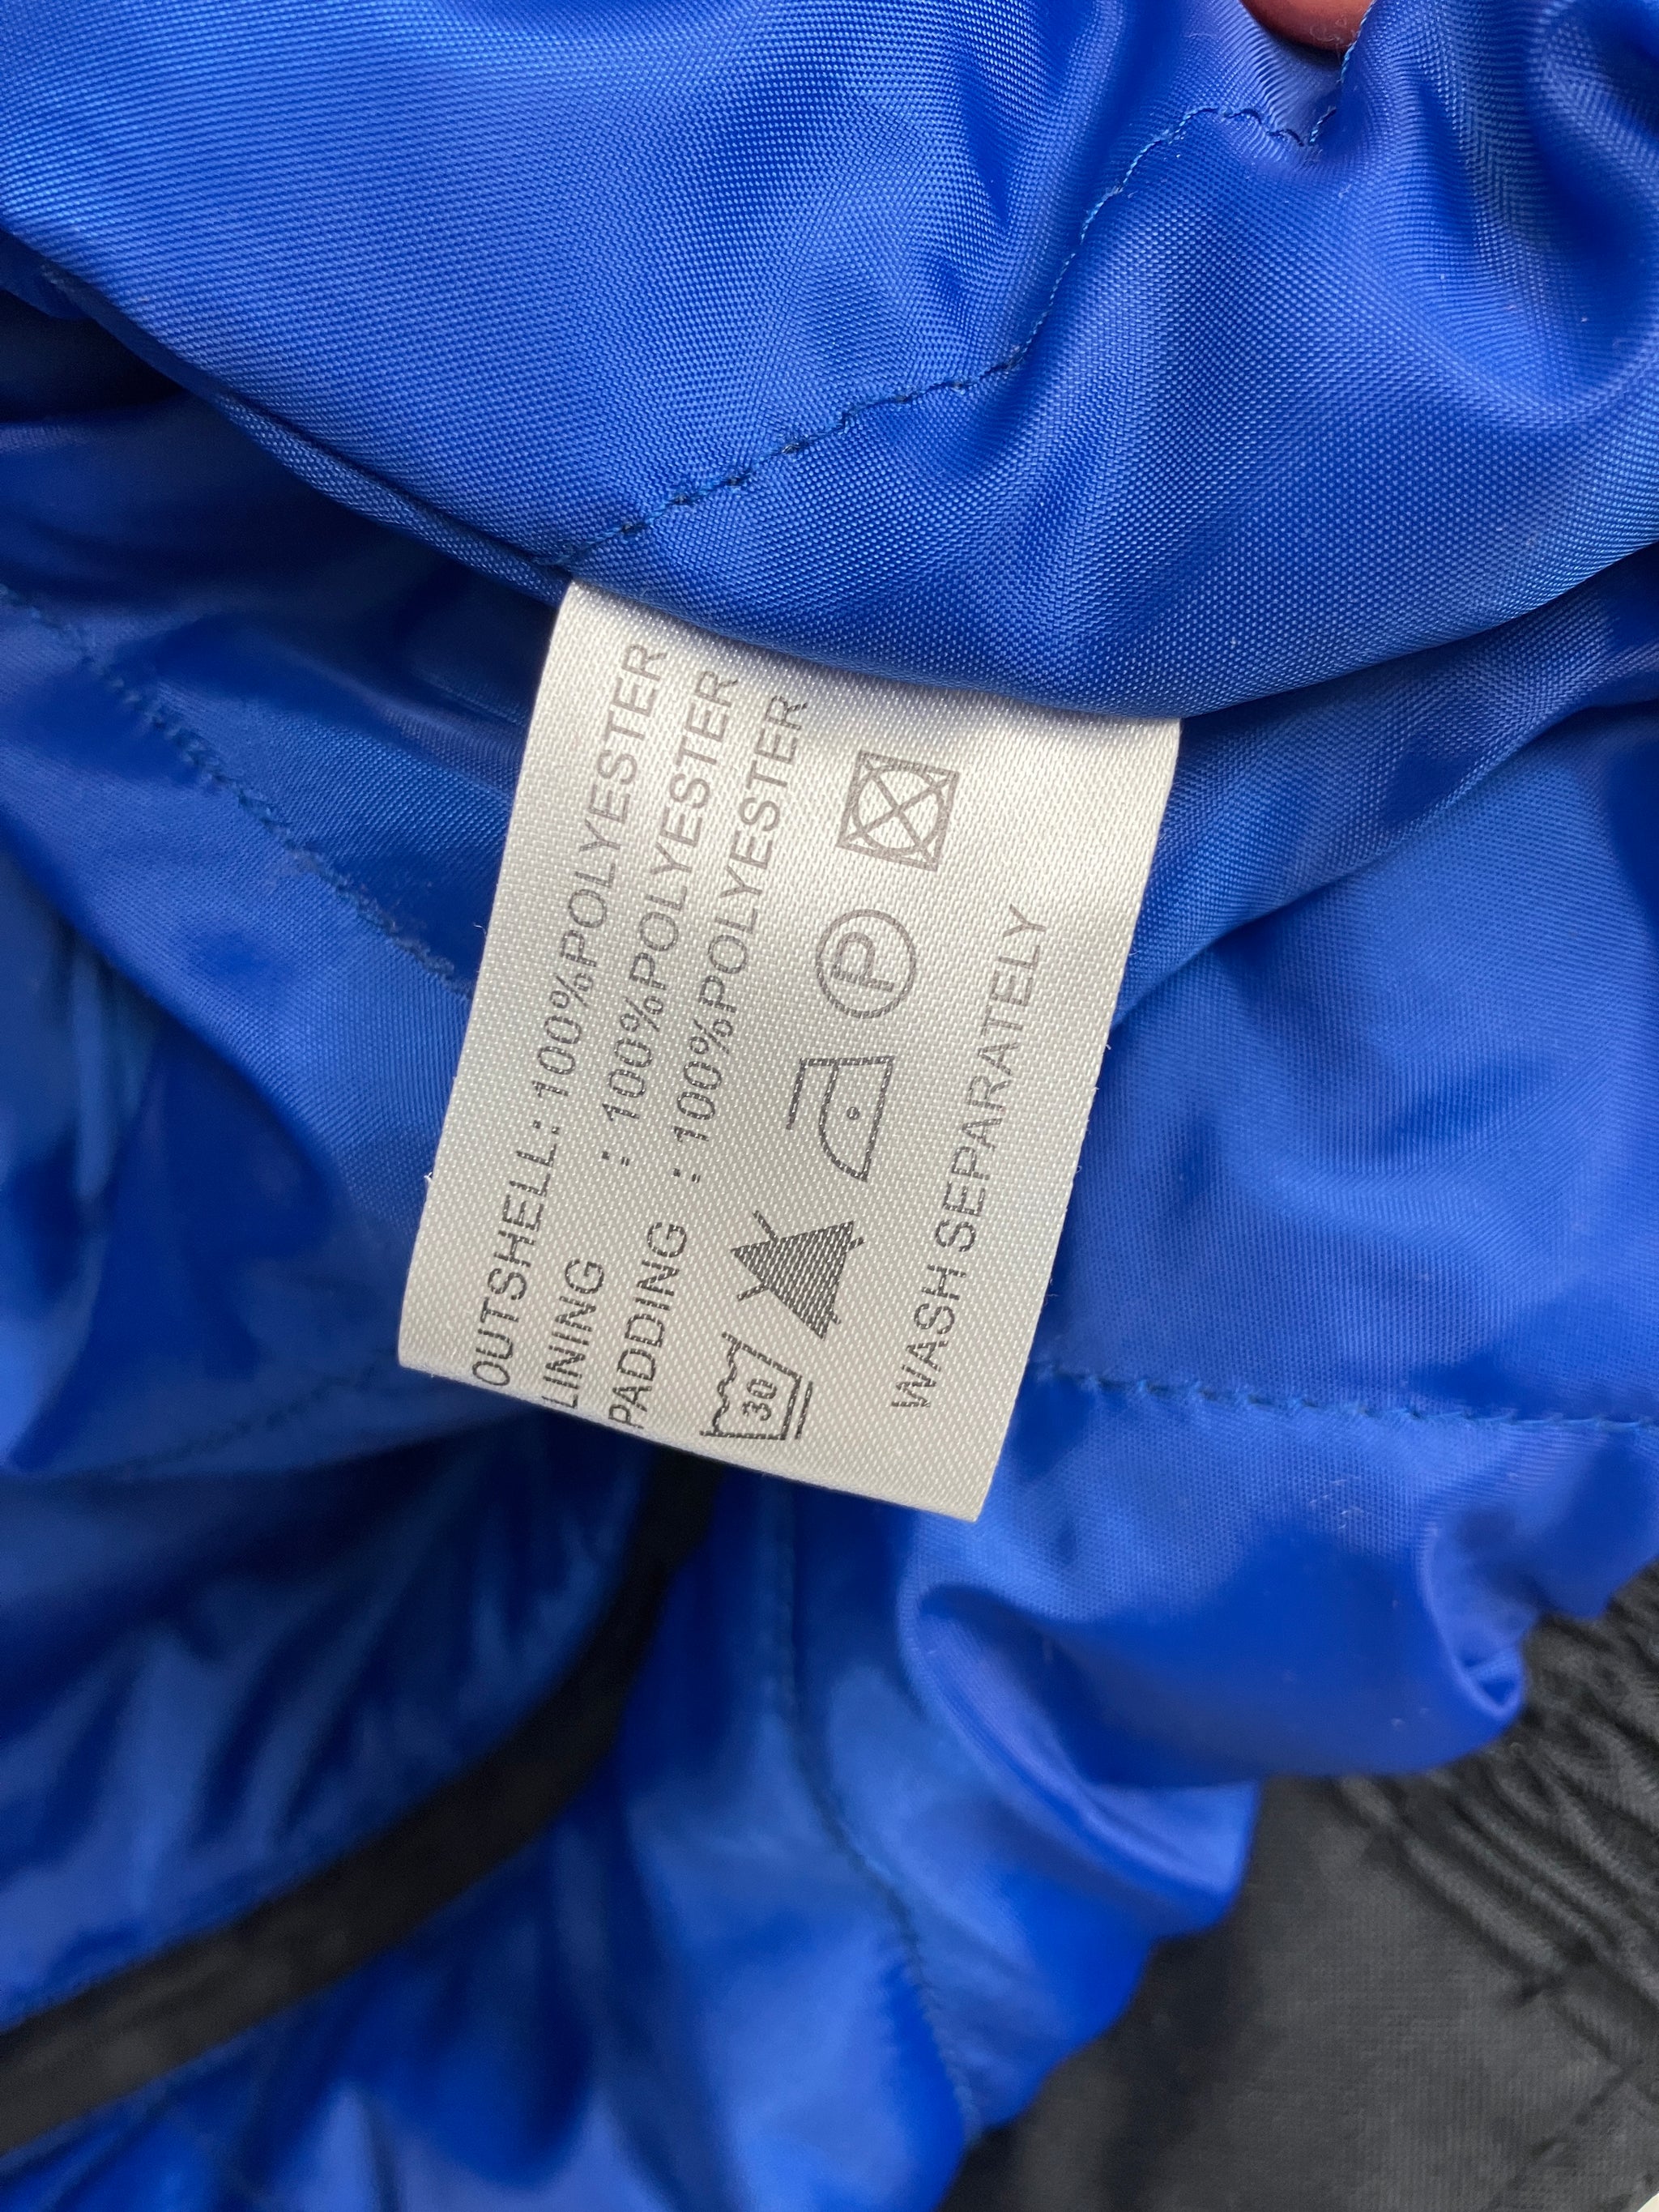 OUTSHELL: 100%POLYESTER
LINING : 100%POLYESTER
PADDING : 100%POLYESTER
30 P
WASH SEPARATELY